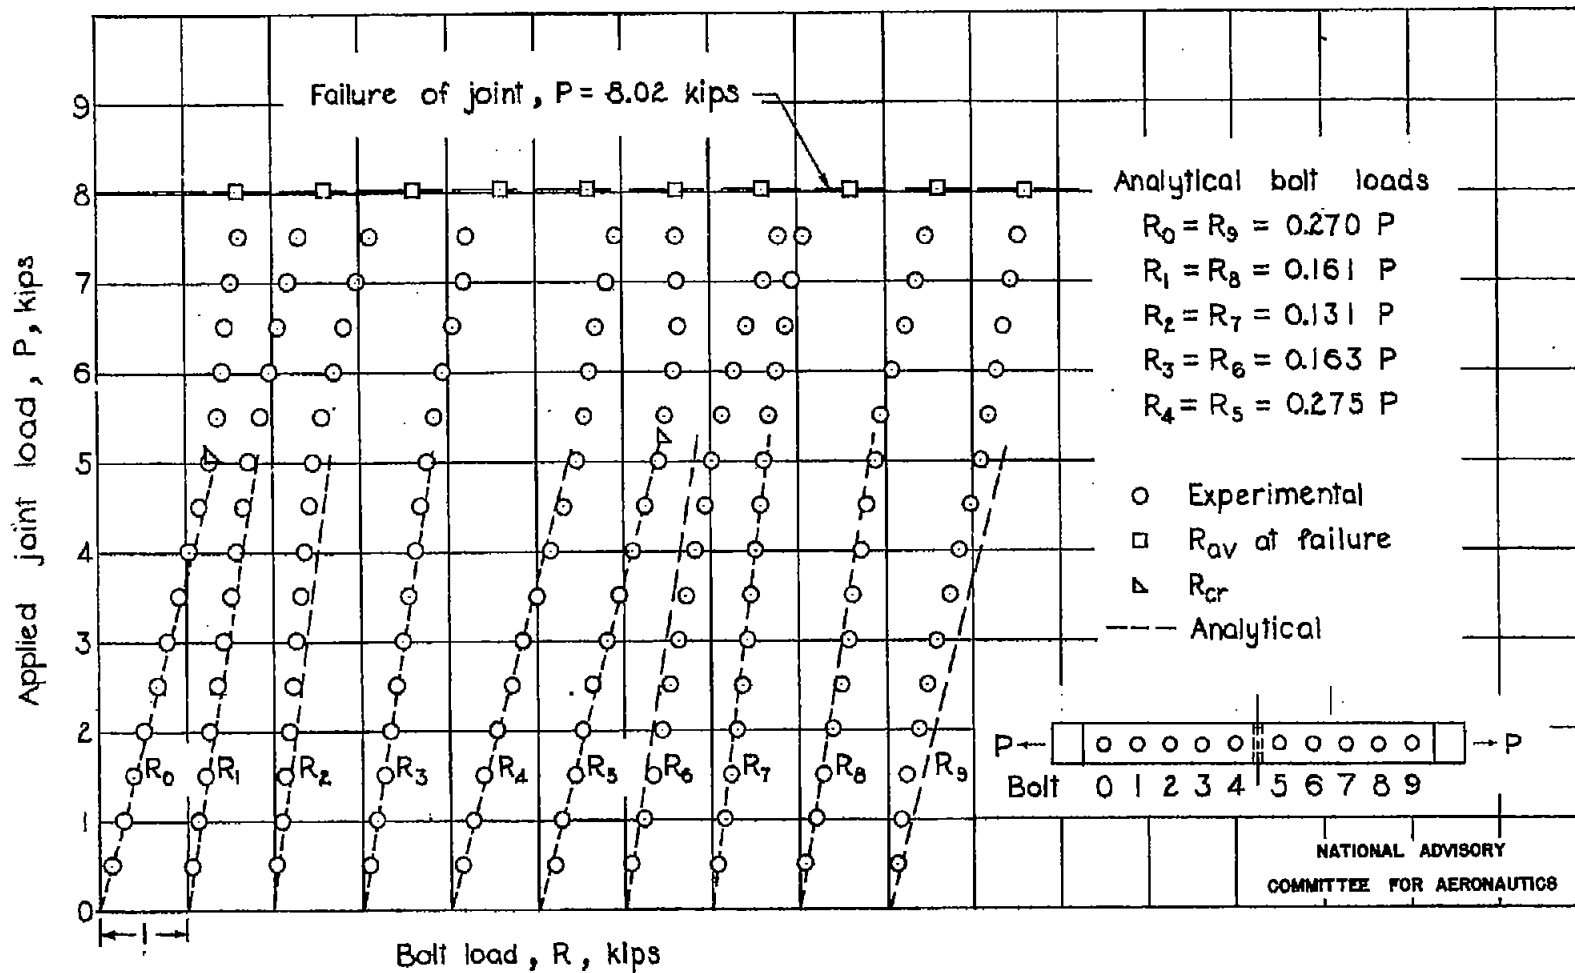 Failure of joint, P = 8.02 kips
9
8
7
6
5
4
3
2
1
0
Applied joint load, P, kips
Analytical bolt loads
R₀ = R₉ = 0.270 P
R₁ = R₈ = 0.161 P
R₂ = R₇ = 0.131 P
R₃ = R₆ = 0.163 P
R₄ = R₅ = 0.275 P
Experimental
Rav at failure
Rcr
Analytical
R₀ R₁ R₂ R₃ R₄ R₅ R₆ R₇ R₈ R₉
P P
Bolt 0 1 2 3 4 5 6 7 8 9
1
Bolt load, R, kips
NATIONAL ADVISORY
COMMITTEE FOR AERONAUTICS